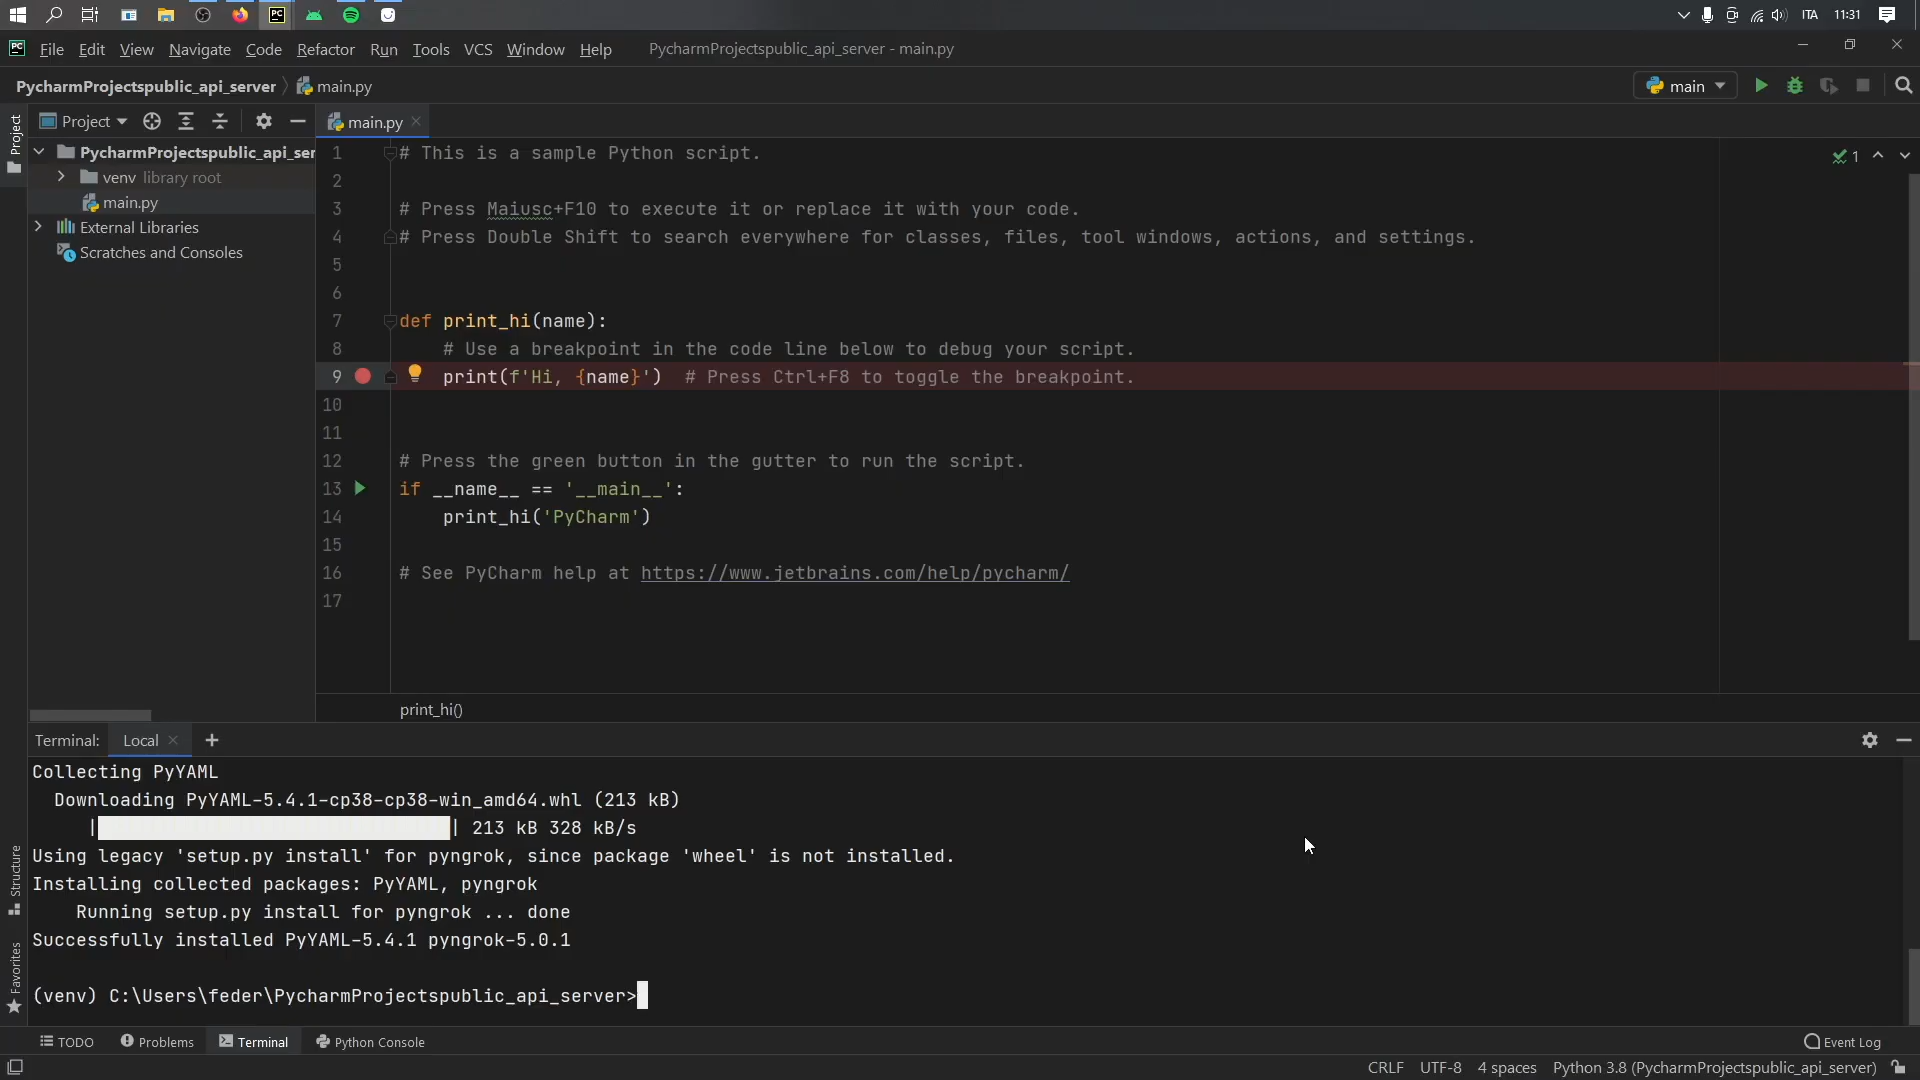 ITA
11:31
PC
File Edit View Navigate Code Refactor Run Tools VCS Window Help PycharmProjectspublic_api_server - main.py
PycharmProjectspublic_api_server main.py
main
Project
Project
main.py
PycharmProjectspublic_api_ser
venv library root
main.py
External Libraries
Scratches and Consoles
1 # This is a sample Python script.
2
3 # Press Maiusc+F10 to execute it or replace it with your code.
4 # Press Double Shift to search everywhere for classes, files, tool windows, actions, and settings.
5
6
7 def print_hi(name):
8 # Use a breakpoint in the code line below to debug your script.
9 print(f'Hi, {name}') # Press Ctrl+F8 to toggle the breakpoint.
10
11
12 # Press the green button in the gutter to run the script.
13 if __name__ == '__main__':
14 print_hi('PyCharm')
15
16 # See PyCharm help at https://www.jetbrains.com/help/pycharm/
17
1
print_hi()
Terminal: Local
Collecting PyYAML
Downloading PyYAML-5.4.1-cp38-cp38-win_amd64.whl (213 kB)
| | 213 kB 328 kB/s
Using legacy 'setup.py install' for pyngrok, since package 'wheel' is not installed.
Installing collected packages: PyYAML, pyngrok
Running setup.py install for pyngrok ... done
Successfully installed PyYAML-5.4.1 pyngrok-5.0.1
(venv) C:\Users\feder\PycharmProjectspublic_api_server>
Structure
Favorites
TODO Problems Terminal Python Console Event Log
CRLF UTF-8 4 spaces Python 3.8 (PycharmProjectspublic_api_server)